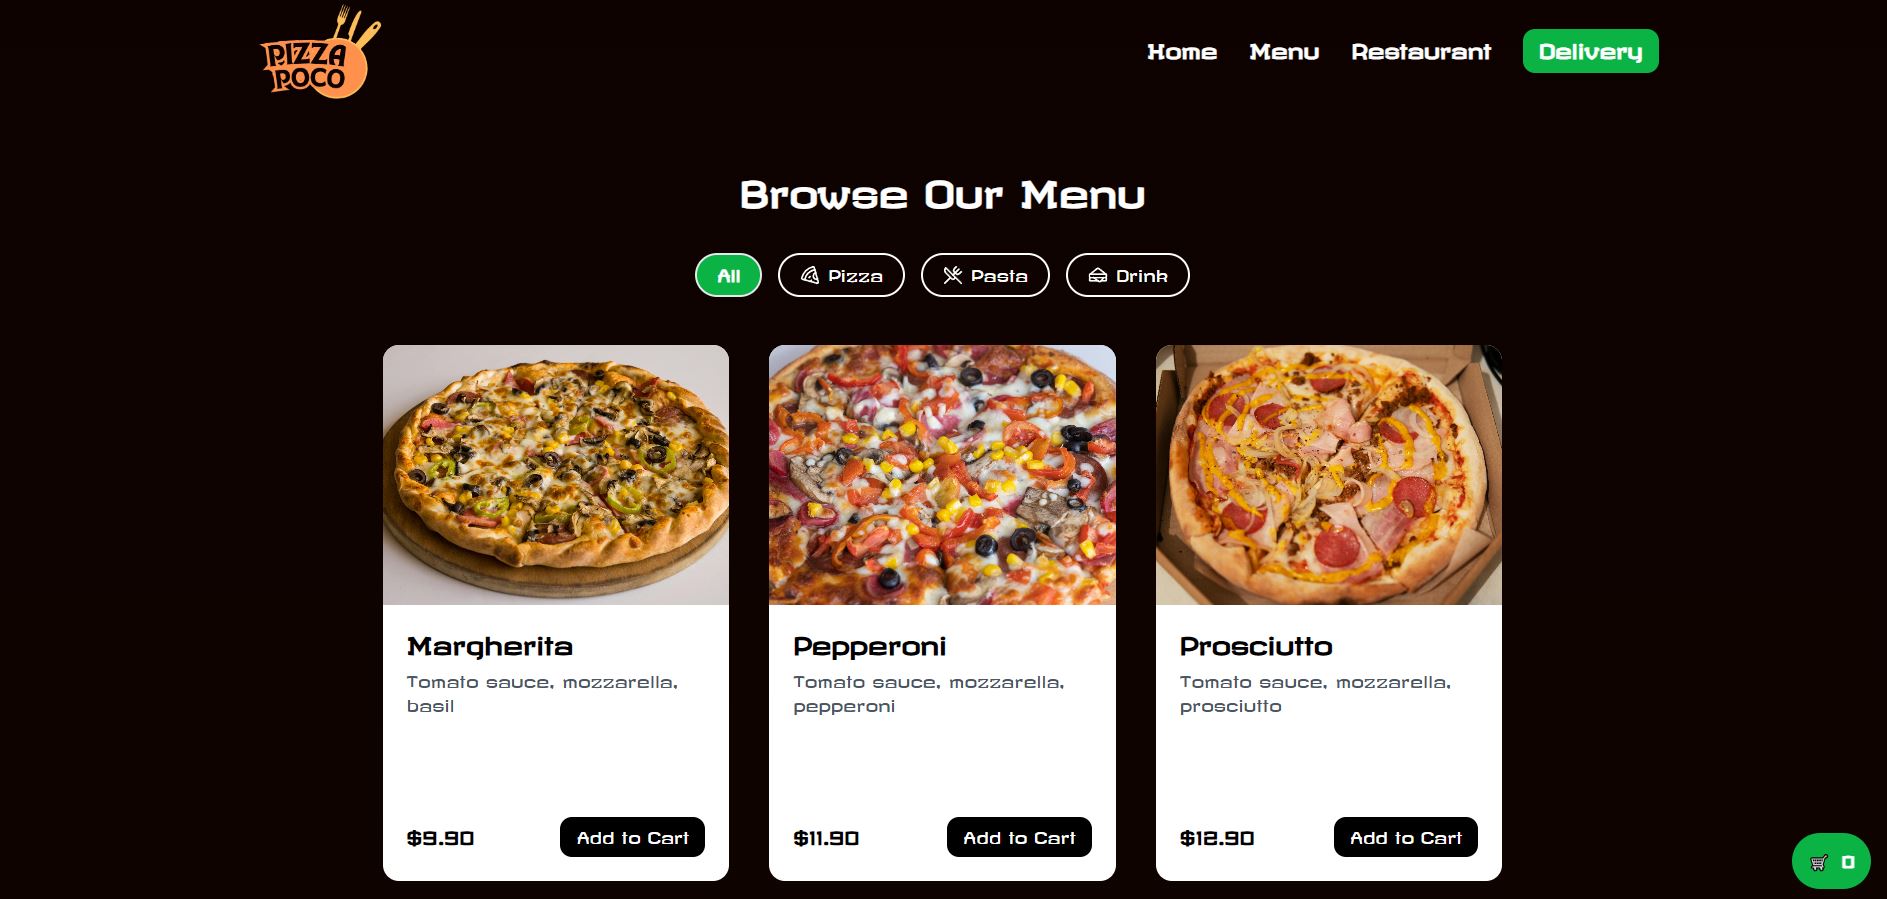 PIZZA
POCO
Home Menu Restaurant Delivery
Browse Our Menu
All Pizza Pasta Drink
Margherita
Tomato sauce, mozzarella,
basil
$9.90 Add to Cart
Pepperoni
Tomato sauce, mozzarella,
pepperoni
$11.90 Add to Cart
Prosciutto
Tomato sauce, mozzarella,
prosciutto
$12.90 Add to Cart
0